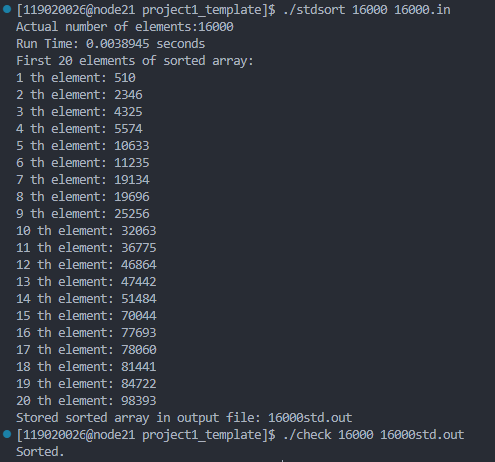 [119020026@node21 project1_template]$ ./stdsort 16000 16000.in
Actual number of elements:16000
Run Time: 0.0038945 seconds
First 20 elements of sorted array:
1 th element: 510
2 th element: 2346
3 th element: 4325
4 th element: 5574
5 th element: 10633
6 th element: 11235
7 th element: 19134
8 th element: 19696
9 th element: 25256
10 th element: 32063
11 th element: 36775
12 th element: 46864
13 th element: 47442
14 th element: 51484
15 th element: 70044
16 th element: 77693
17 th element: 78060
18 th element: 81441
19 th element: 84722
20 th element: 98393
Stored sorted array in output file: 16000std.out
[119020026@node21 project1_template]$ ./check 16000 16000std.out
Sorted.